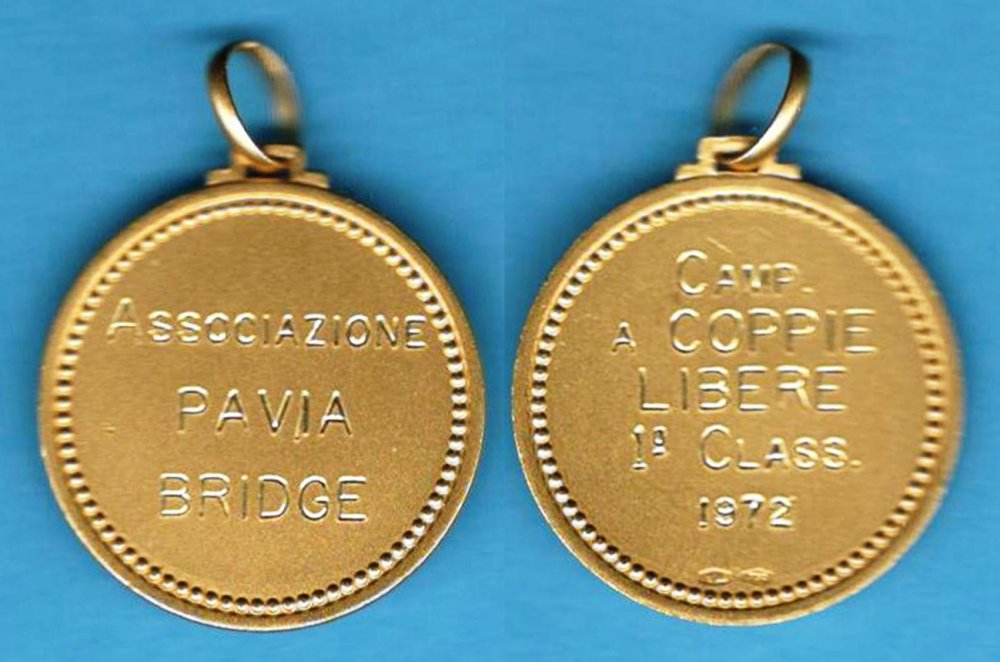 ASSOCIAZIONE
PAVIA
BRIDGE
CAMP.
A COPPIE
LIBERE
1ª CLASS.
1972